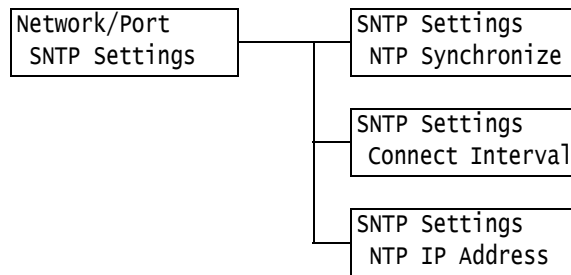 Network/Port
SNTP Settings
SNTP Settings
NTP Synchronize
SNTP Settings
Connect Interval
SNTP Settings
NTP IP Address